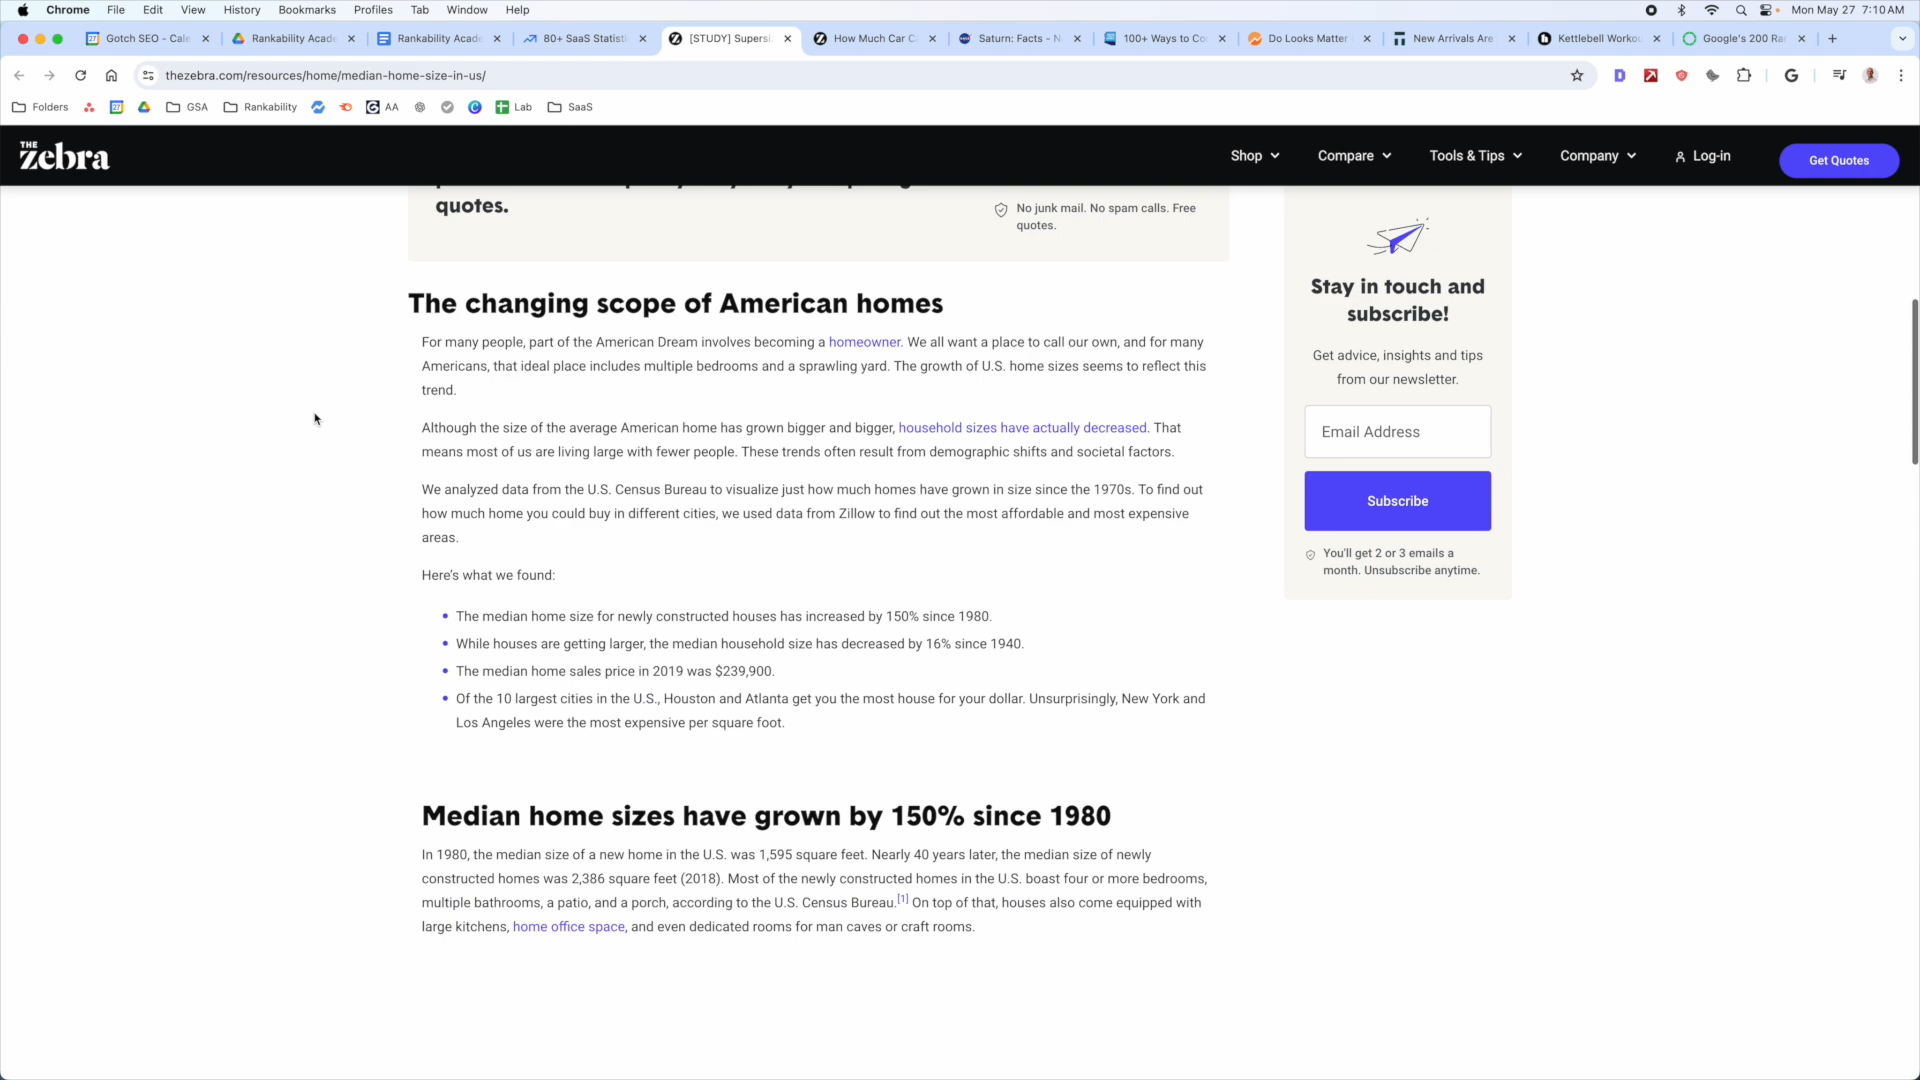 Chrome File Edit View History Bookmarks Profiles Tab Window Help Mon May 27 7:10 AM
Gotch SEO - Cale Rankability Acade Rankability Acade 80+ SaaS Statisti [STUDY] Supersi How Much Car C Saturn: Facts - N 100+ Ways to Co Do Looks Matter New Arrivals Are Kettlebell Workou Google's 200 Ra
thezebra.com/resources/home/median-home-size-in-us/
Folders GSA Rankability AA Lab SaaS
THE
Zebra
Shop Compare Tools & Tips Company Log-in Get Quotes
quotes.
No junk mail. No spam calls. Free
quotes.
The changing scope of American homes
For many people, part of the American Dream involves becoming a homeowner. We all want a place to call our own, and for many
Americans, that ideal place includes multiple bedrooms and a sprawling yard. The growth of U.S. home sizes seems to reflect this
trend.
Although the size of the average American home has grown bigger and bigger, household sizes have actually decreased. That
means most of us are living large with fewer people. These trends often result from demographic shifts and societal factors.
We analyzed data from the U.S. Census Bureau to visualize just how much homes have grown in size since the 1970s. To find out
how much home you could buy in different cities, we used data from Zillow to find out the most affordable and most expensive
areas.
Here's what we found:
The median home size for newly constructed houses has increased by 150% since 1980.
While houses are getting larger, the median household size has decreased by 16% since 1940.
The median home sales price in 2019 was $239,900.
Of the 10 largest cities in the U.S., Houston and Atlanta get you the most house for your dollar. Unsurprisingly, New York and
Los Angeles were the most expensive per square foot.
Median home sizes have grown by 150% since 1980
In 1980, the median size of a new home in the U.S. was 1,595 square feet. Nearly 40 years later, the median size of newly
constructed homes was 2,386 square feet (2018). Most of the newly constructed homes in the U.S. boast four or more bedrooms,
multiple bathrooms, a patio, and a porch, according to the U.S. Census Bureau.[1] On top of that, houses also come equipped with
large kitchens, home office space, and even dedicated rooms for man caves or craft rooms.
Stay in touch and
subscribe!
Get advice, insights and tips
from our newsletter.
Email Address
Subscribe
You'll get 2 or 3 emails a
month. Unsubscribe anytime.